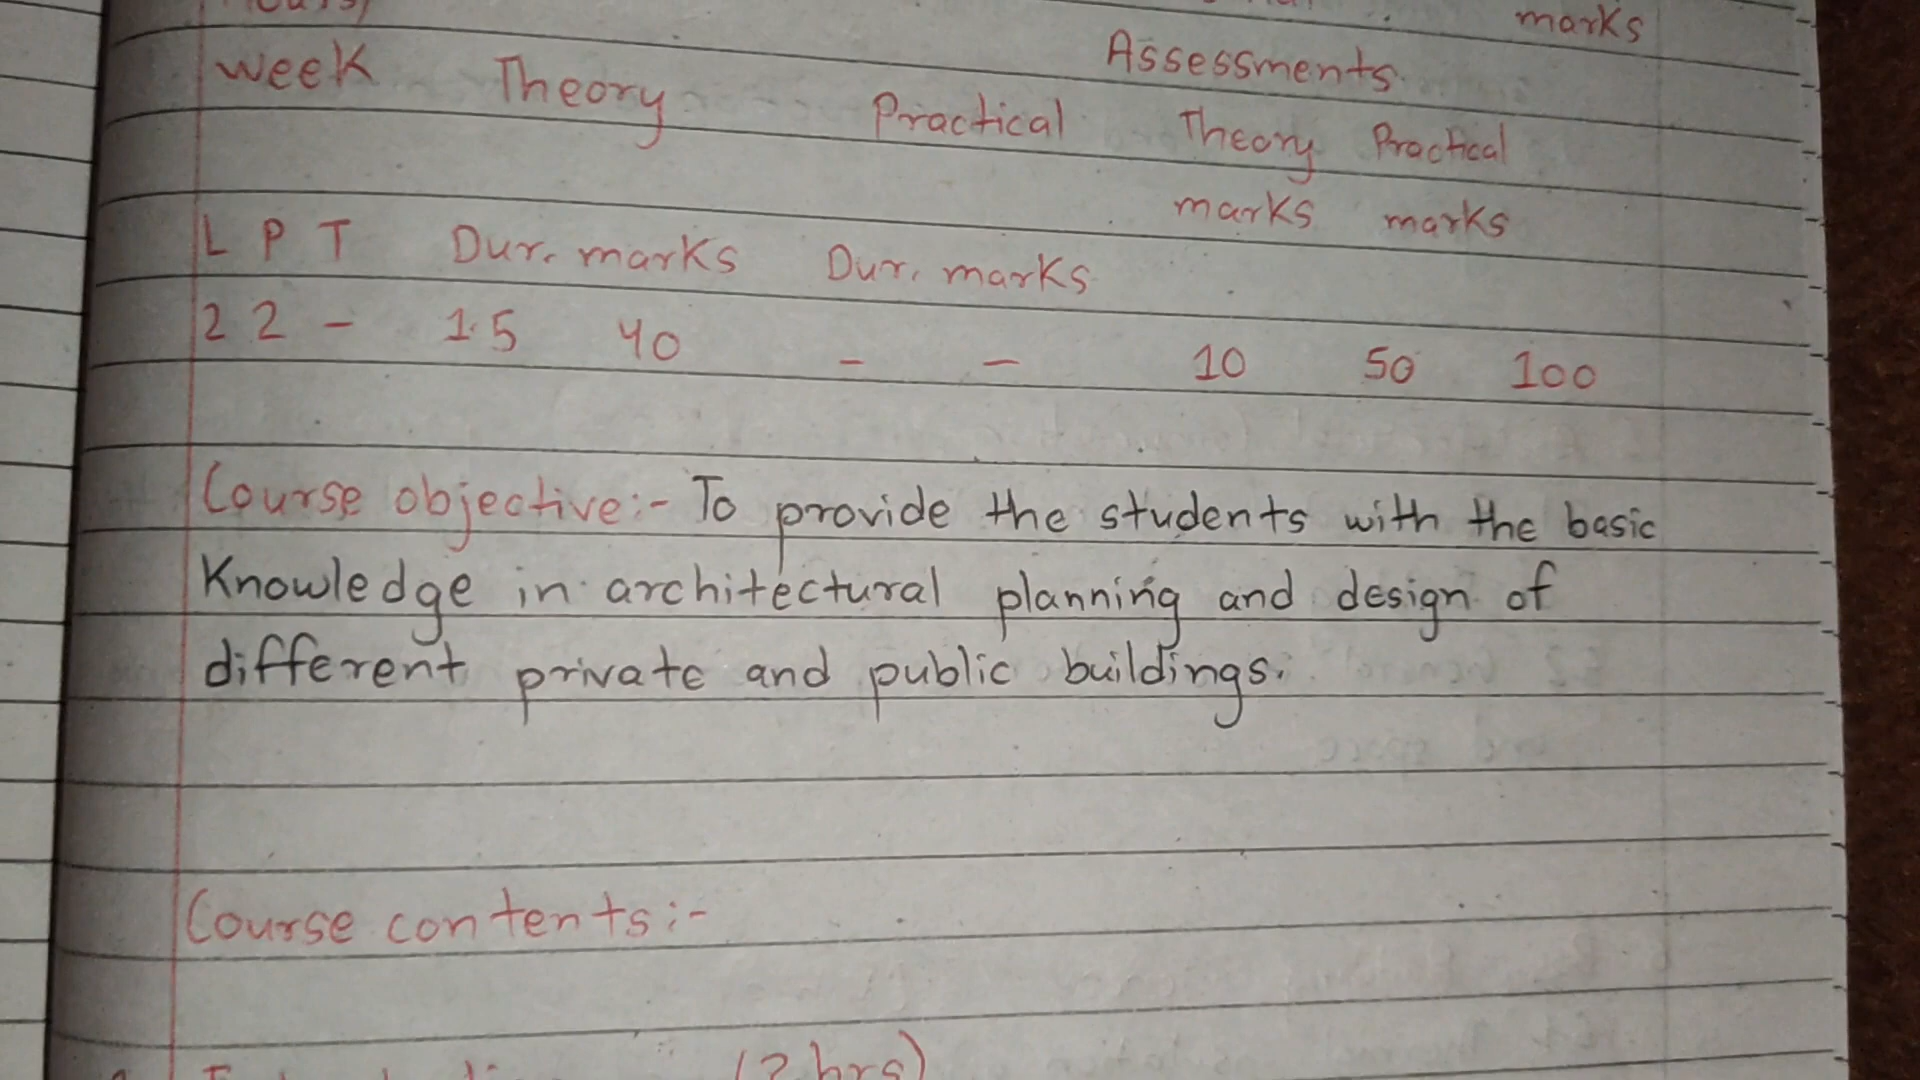 marks
week Theory Practical Assessments
Theory Practical
marks marks
L P T Dur. marks Dur. marks
2 2 - 1.5 40 - - 10 50 100
Course objective:- To provide the students with the basic
Knowledge in architectural planning and design of
different private and public buildings.
Course contents:-
(2 hrs)